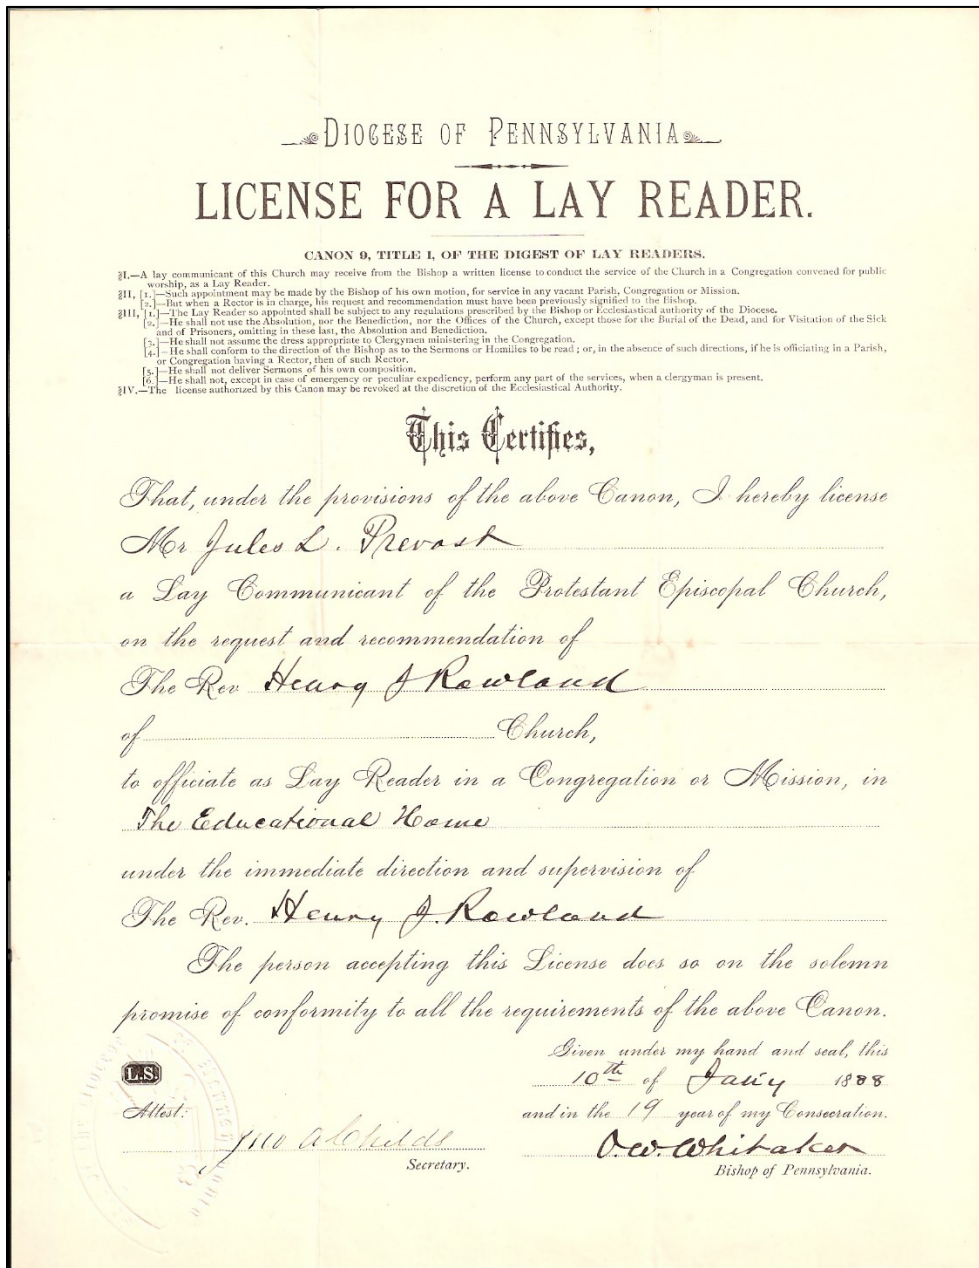 DIOCESE OF PENNSYLVANIA
LICENSE FOR A LAY READER.
CANON 9, TITLE I, OF THE DIGEST OF LAY READERS.
§I.—A lay communicant of this Church may receive from the Bishop a written license to conduct the service of the Church in a Congregation convened for public
worship, as a Lay Reader.
§II, [1.]—Such appointment may be made by the Bishop of his own motion, for service in any vacant Parish, Congregation or Mission.
[2.]—But when a Rector is in charge, his request and recommendation must have been previously signified to the Bishop.
§III, [1.]—The Lay Reader so appointed shall be subject to any regulations prescribed by the Bishop or Ecclesiastical authority of the Diocese.
[2.]—He shall not use the Absolution, nor the Benediction, nor the Offices of the Church, except those for the Burial of the Dead, and for Visitation of the Sick
and of Prisoners, omitting in these last, the Absolution and Benediction.
[3.]—He shall not assume the dress appropriate to Clergymen ministering in the Congregation.
[4.]—He shall conform to the direction of the Bishop as to the Sermons or Homilies to be read; or, in the absence of such directions, if he is officiating in a Parish,
or Congregation having a Rector, then of such Rector.
[5.]—He shall not deliver Sermons of his own composition.
[6.]—He shall not, except in case of emergency or peculiar expediency, perform any part of the services, when a clergyman is present.
§IV.—The license authorized by this Canon may be revoked at the discretion of the Ecclesiastical Authority.
This Certifies,
That, under the provisions of the above Canon, I hereby license
Mr Jules L. Prevost
a Lay Communicant of the Protestant Episcopal Church,
on the request and recommendation of
The Rev Henry J Rowland
of Church,
to officiate as Lay Reader in a Congregation or Mission, in
The Educational Home
under the immediate direction and supervision of
The Rev. Henry J. Rowland
The person accepting this License does so on the solemn
promise of conformity to all the requirements of the above Canon.
Given under my hand and seal, this
L.S. 10th of Jany 1888
Attest: and in the 19 year of my Consecration.
Jno A Childs O.W. Whitaker
Secretary. Bishop of Pennsylvania.